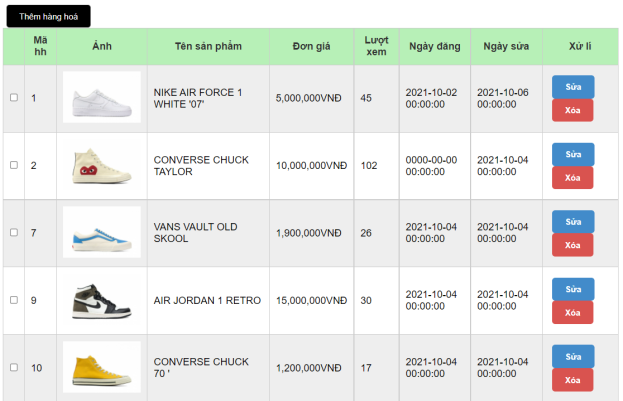 Thêm hàng hoá
Mã hh Ảnh Tên sản phẩm Đơn giá Lượt xem Ngày đăng Ngày sửa Xử lí
1 NIKE AIR FORCE 1 WHITE '07' 5,000,000VNĐ 45 2021-10-02 00:00:00 2021-10-06 00:00:00 Sửa Xóa
2 CONVERSE CHUCK TAYLOR 10,000,000VNĐ 102 0000-00-00 00:00:00 2021-10-04 00:00:00 Sửa Xóa
7 VANS VAULT OLD SKOOL 1,900,000VNĐ 26 2021-10-04 00:00:00 2021-10-04 00:00:00 Sửa Xóa
9 AIR JORDAN 1 RETRO 15,000,000VNĐ 30 2021-10-04 00:00:00 2021-10-04 00:00:00 Sửa Xóa
10 CONVERSE CHUCK 70 ' 1,200,000VNĐ 17 2021-10-04 00:00:00 2021-10-04 00:00:00 Sửa Xóa